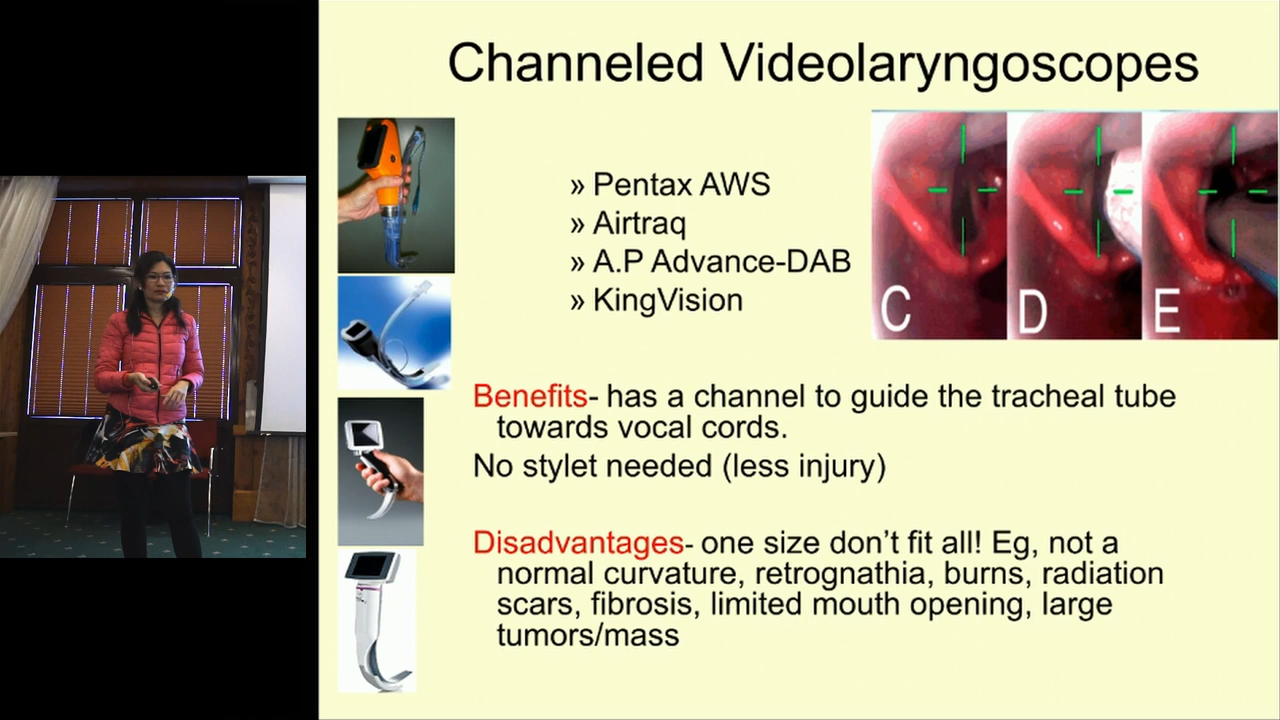 Channeled Videolaryngoscopes
» Pentax AWS
» Airtraq
» A.P Advance-DAB
» KingVision
C D E
Benefits- has a channel to guide the tracheal tube
towards vocal cords.
No stylet needed (less injury)
Disadvantages- one size don’t fit all! Eg, not a
normal curvature, retrognathia, burns, radiation
scars, fibrosis, limited mouth opening, large
tumors/mass